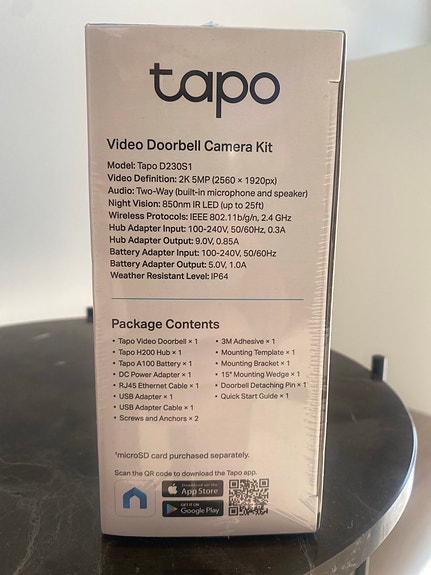 tapo
Video Doorbell Camera Kit
Model: Tapo D230S1
Video Definition: 2K 5MP (2560 × 1920px)
Audio: Two-Way (built-in microphone and speaker)
Night Vision: 850nm IR LED (up to 25ft)
Wireless Protocols: IEEE 802.11b/g/n, 2.4 GHz
Hub Adapter Input: 100-240V, 50/60Hz, 0.3A
Hub Adapter Output: 9.0V, 0.85A
Battery Adapter Input: 100-240V, 50/60Hz
Battery Adapter Output: 5.0V, 1.0A
Weather Resistant Level: IP64
Package Contents
• Tapo Video Doorbell × 1
• Tapo H200 Hub × 1
• Tapo A100 Battery × 1
• DC Power Adapter × 1
• RJ45 Ethernet Cable × 1
• USB Adapter × 1
• USB Adapter Cable × 1
• Screws and Anchors × 2
• 3M Adhesive × 1
• Mounting Template × 1
• Mounting Bracket × 1
• 15° Mounting Wedge × 1
• Doorbell Detaching Pin × 1
• Quick Start Guide × 1
¹microSD card purchased separately.
Scan the QR code to download the Tapo app.
Download on the
App Store
GET IT ON
Google Play